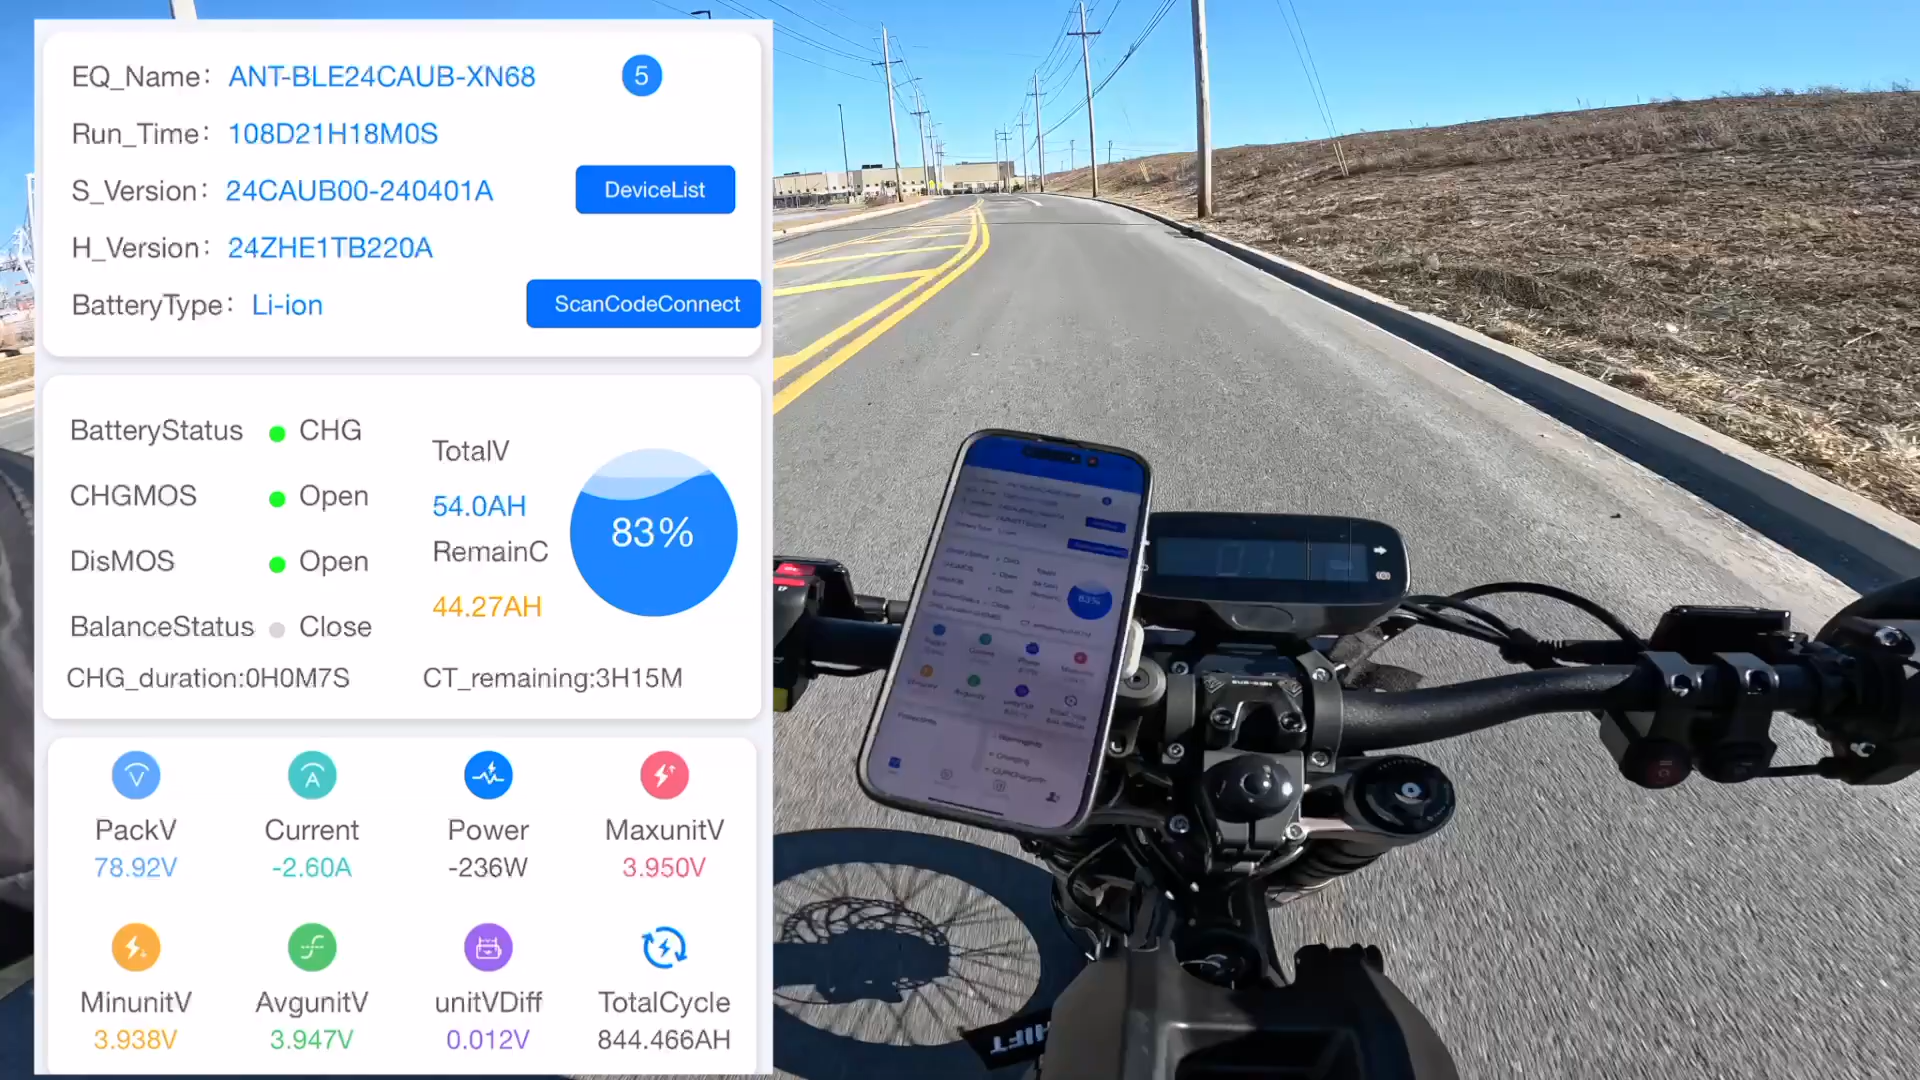 EQ_Name: ANT-BLE24CAUB-XN68
5
Run_Time: 108D21H18M0S
S_Version: 24CAUB00-240401A
DeviceList
H_Version: 24ZHE1TB220A
BatteryType: Li-ion
ScanCodeConnect
BatteryStatus CHG
CHGMOS Open
DisMOS Open
BalanceStatus Close
TotalV
54.0AH
RemainC
44.27AH
83%
CHG_duration:0H0M7S
CT_remaining:3H15M
PackV Current Power MaxunitV
78.92V -2.60A -236W 3.950V
MinunitV AvgunitV unitVDiff TotalCycle
3.938V 3.947V 0.012V 844.466AH
83%